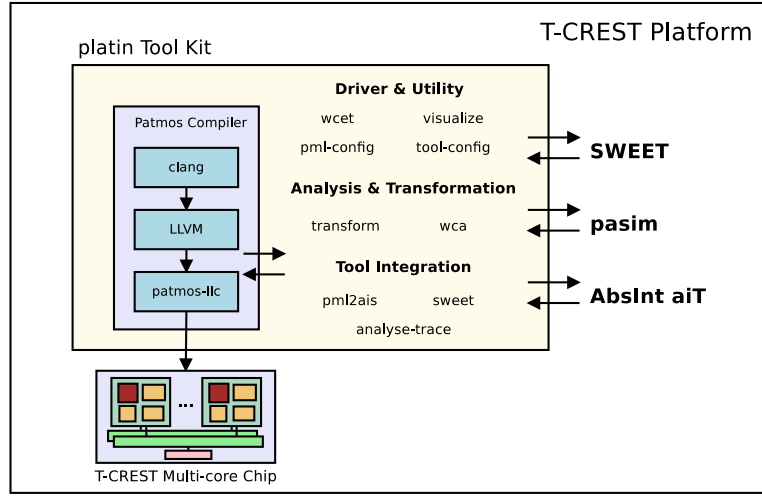 T-CREST Platform
platin Tool Kit
Driver & Utility
Patmos Compiler
wcet visualize
pml-config tool-config
SWEET
clang
Analysis & Transformation
LLVM
transform wca
pasim
Tool Integration
patmos-llc
pml2ais sweet
AbsInt aiT
analyse-trace
...
T-CREST Multi-core Chip